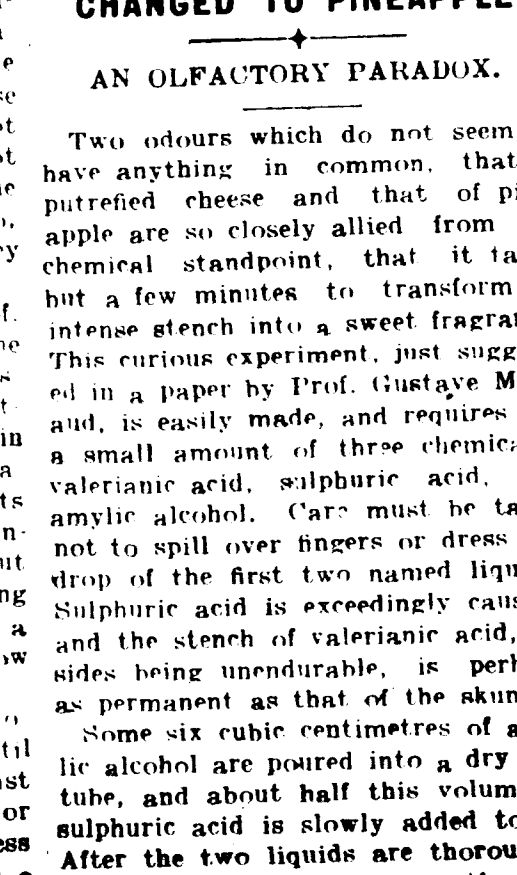 CHANGED TO PINEAPPLE
AN OLFACTORY PARADOX.
Two odours which do not seem
have anything in common, that
putrefied cheese and that of pi
apple are so closely allied from
chemical standpoint, that it ta
but a few minutes to transform
intense stench into a sweet fragra
This curious experiment, just sugg
ed in a paper by Prof. Gustave M
aud, is easily made, and requires
a small amount of three chemica
valerianic acid, sulphuric acid,
amylic alcohol. Care must be ta
not to spill over fingers or dress
drop of the first two named liqu
Sulphuric acid is exceedingly caus
and the stench of valerianic acid,
sides being unendurable, is perh
as permanent as that of the skun
Some six cubic centimetres of a
lic alcohol are poured into a dry
tube, and about half this volum
sulphuric acid is slowly added to
After the two liquids are thorou